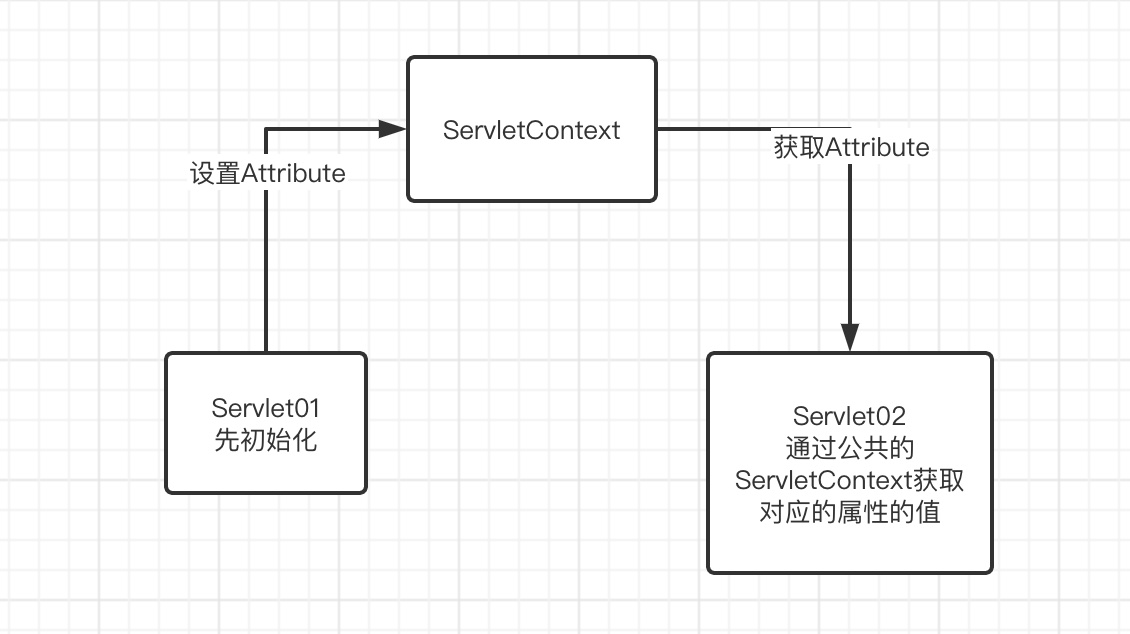 ServletContext
获取Attribute
设置Attribute
Servlet01
先初始化
Servlet02
通过公共的
ServletContext获取
对应的属性的值